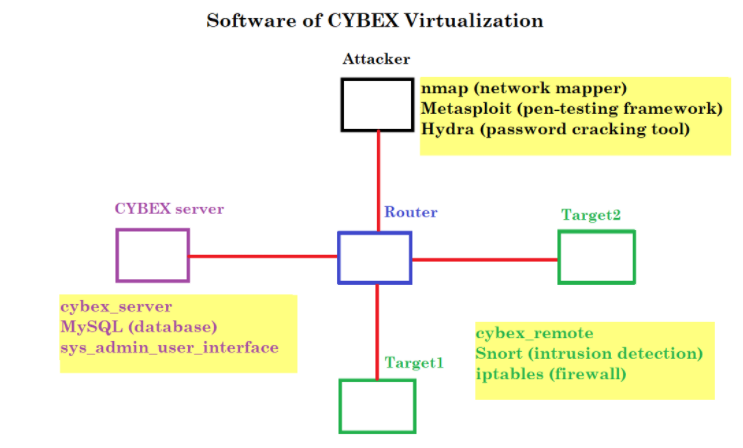 Software of CYBEX Virtualization
Attacker
nmap (network mapper)
Metasploit (pen-testing framework)
Hydra (password cracking tool)
CYBEX server
Router
Target2
cybex_server
MySQL (database)
sys_admin_user_interface
cybex_remote
Snort (intrusion detection)
iptables (firewall)
Target1